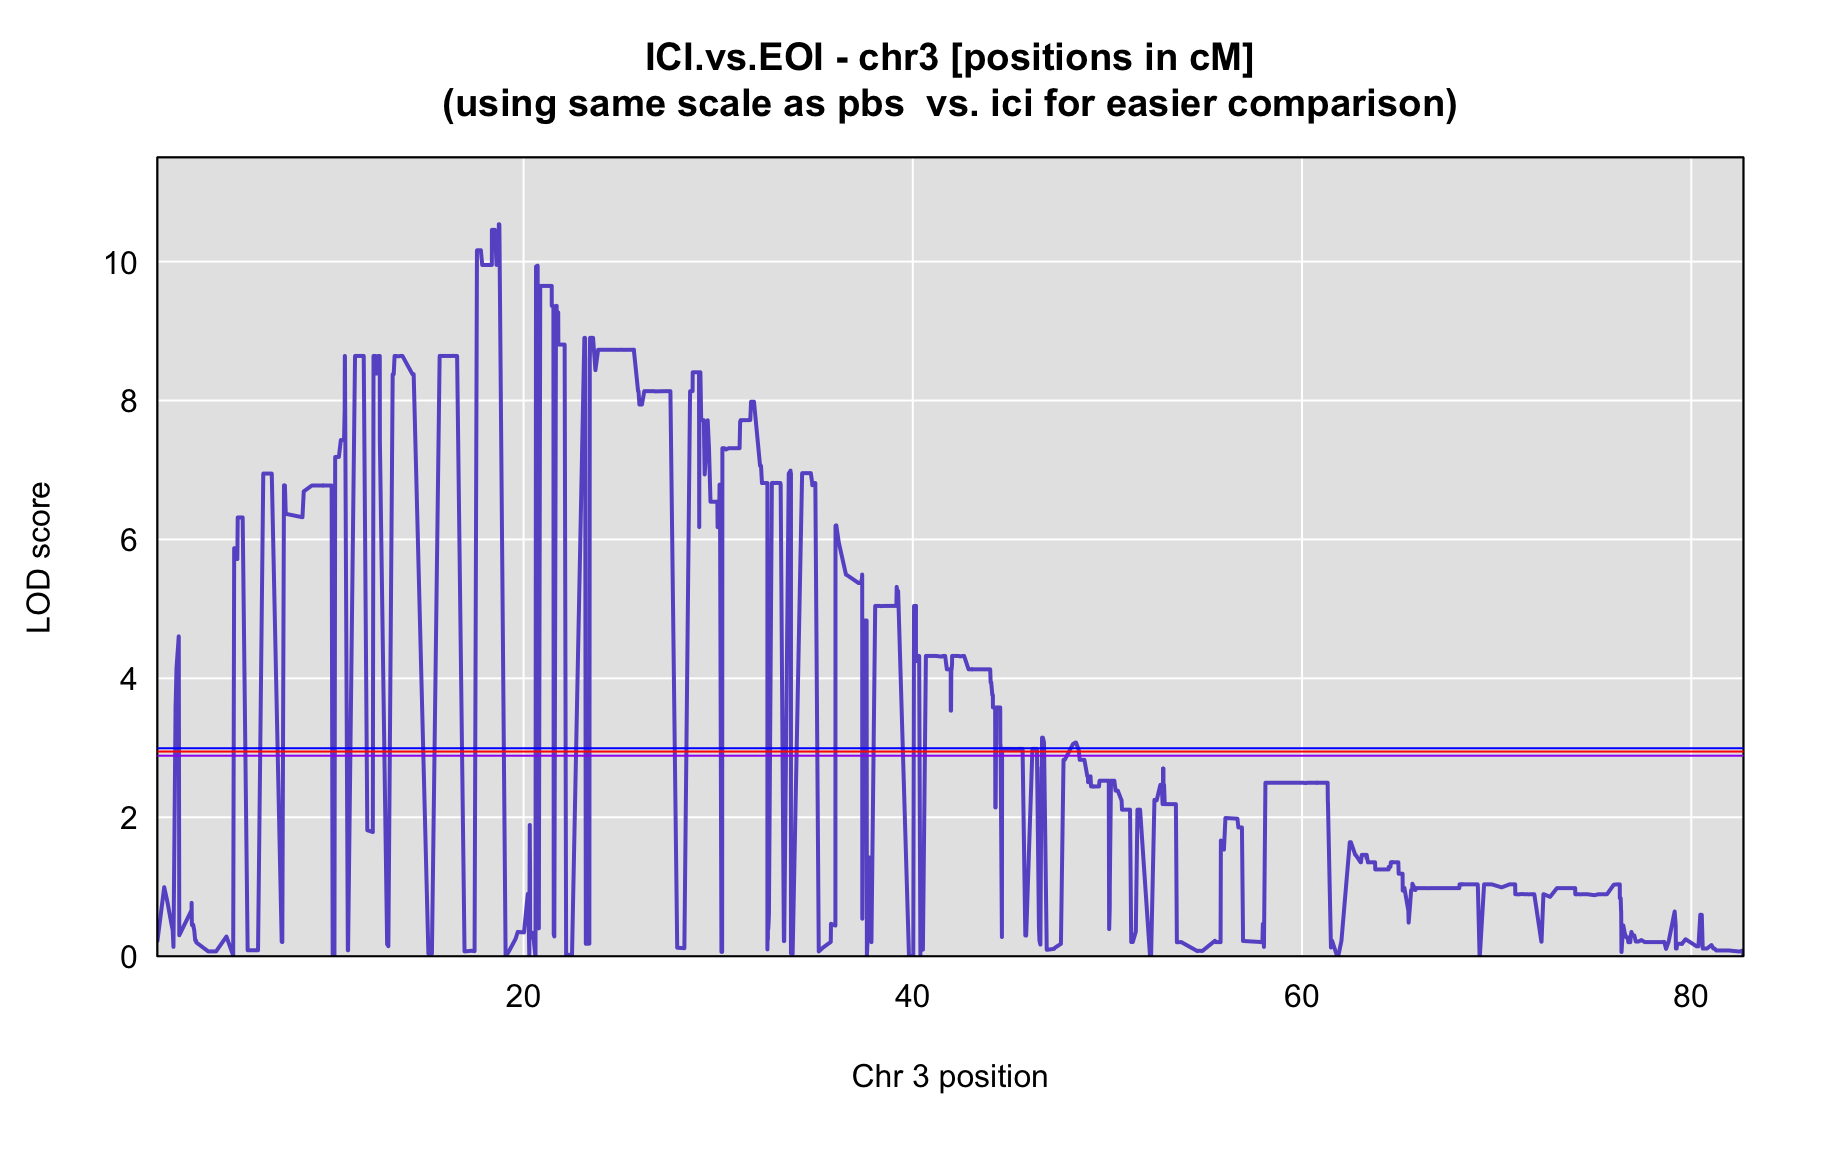 ICI.vs.EOI - chr3 [positions in cM]
(using same scale as pbs  vs. ici for easier comparison)
LOD score
10
8
6
4
2
0
20
40
60
80
Chr 3 position